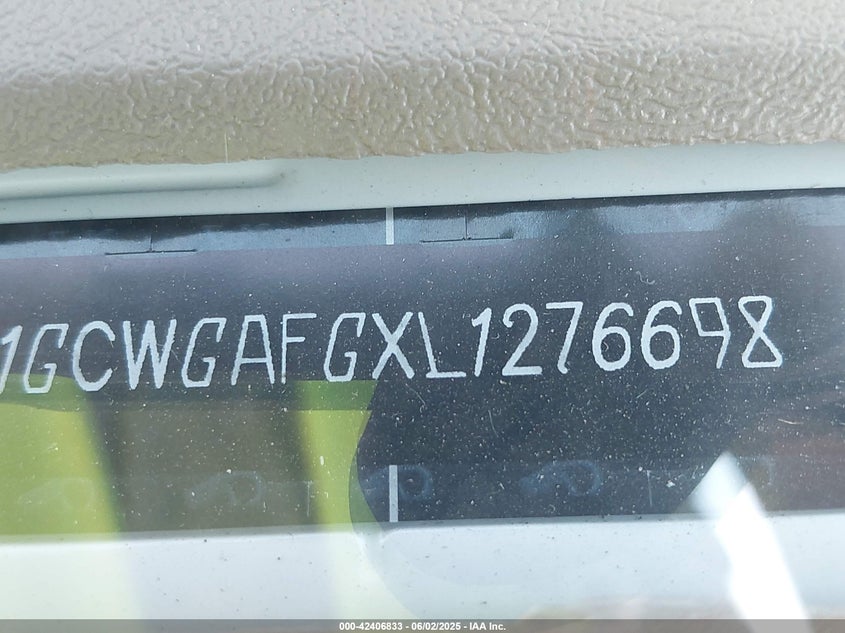 1GCWGAFGXL1276698
000-42406833 - 06/02/2025 - IAA Inc.